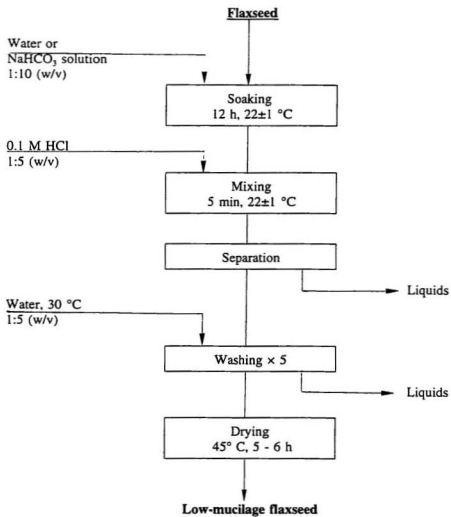 Flaxseed
Water or
NaHCO₃ solution
1:10 (w/v)
Soaking
12 h, 22±1 °C
0.1 M HCl
1:5 (w/v)
Mixing
5 min, 22±1 °C
Separation
Liquids
Water, 30 °C
1:5 (w/v)
Washing × 5
Liquids
Drying
45° C, 5 - 6 h
Low-mucilage flaxseed